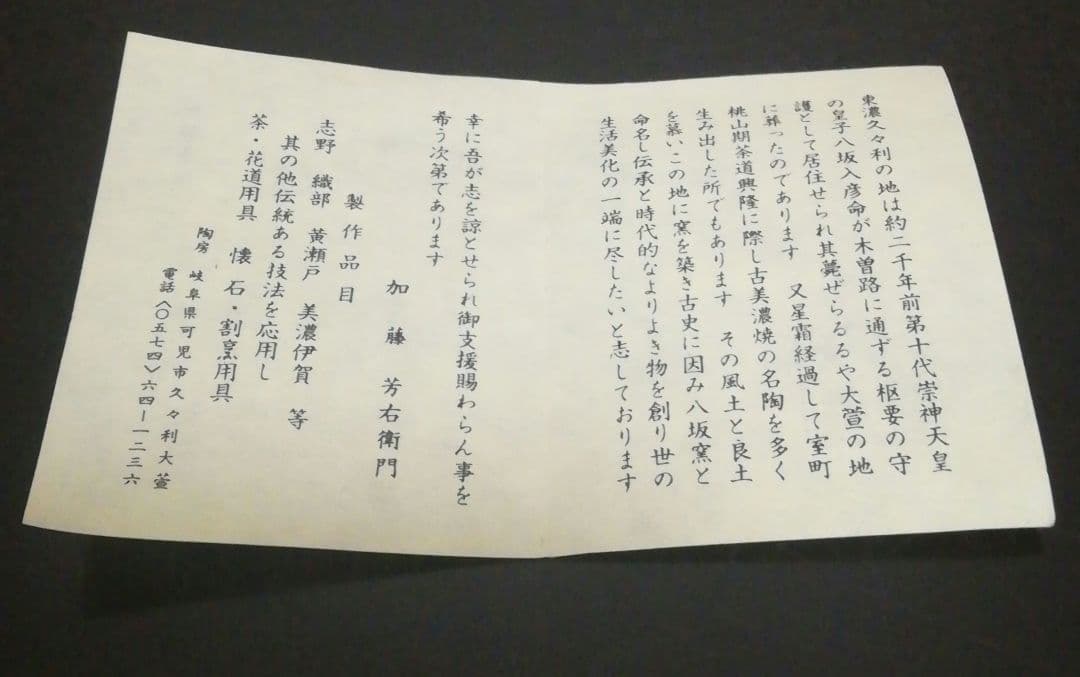 東濃久々利の地は約二千年前第十代崇神天皇
の皇子八坂入彦命が木曽路に通ずる枢要の守
護として居住せられ其薨ぜらるるや大萱の地
に葬ったのであります　又星霜経過して室町
桃山期茶道興隆に際し古美濃焼の名陶を多く
生み出した所でもあります　その風土と良土
を慕いこの地に窯を築き古史に因み八坂窯と
命名し伝承と時代的なよりよき物を創り世の
生活美化の一端に尽したいと志しております
幸に吾が志を諒とせられ御支援賜わらん事を
希う次第であります
加藤芳右衛門
製作品目
志野　織部　黄瀬戸　美濃伊賀　等
其の他伝統ある技法を応用し
茶・花道用具　懐石・割烹用具
陶房　岐阜県可児市久々利大萱
電話〈〇五七四〉六四ー一二三六